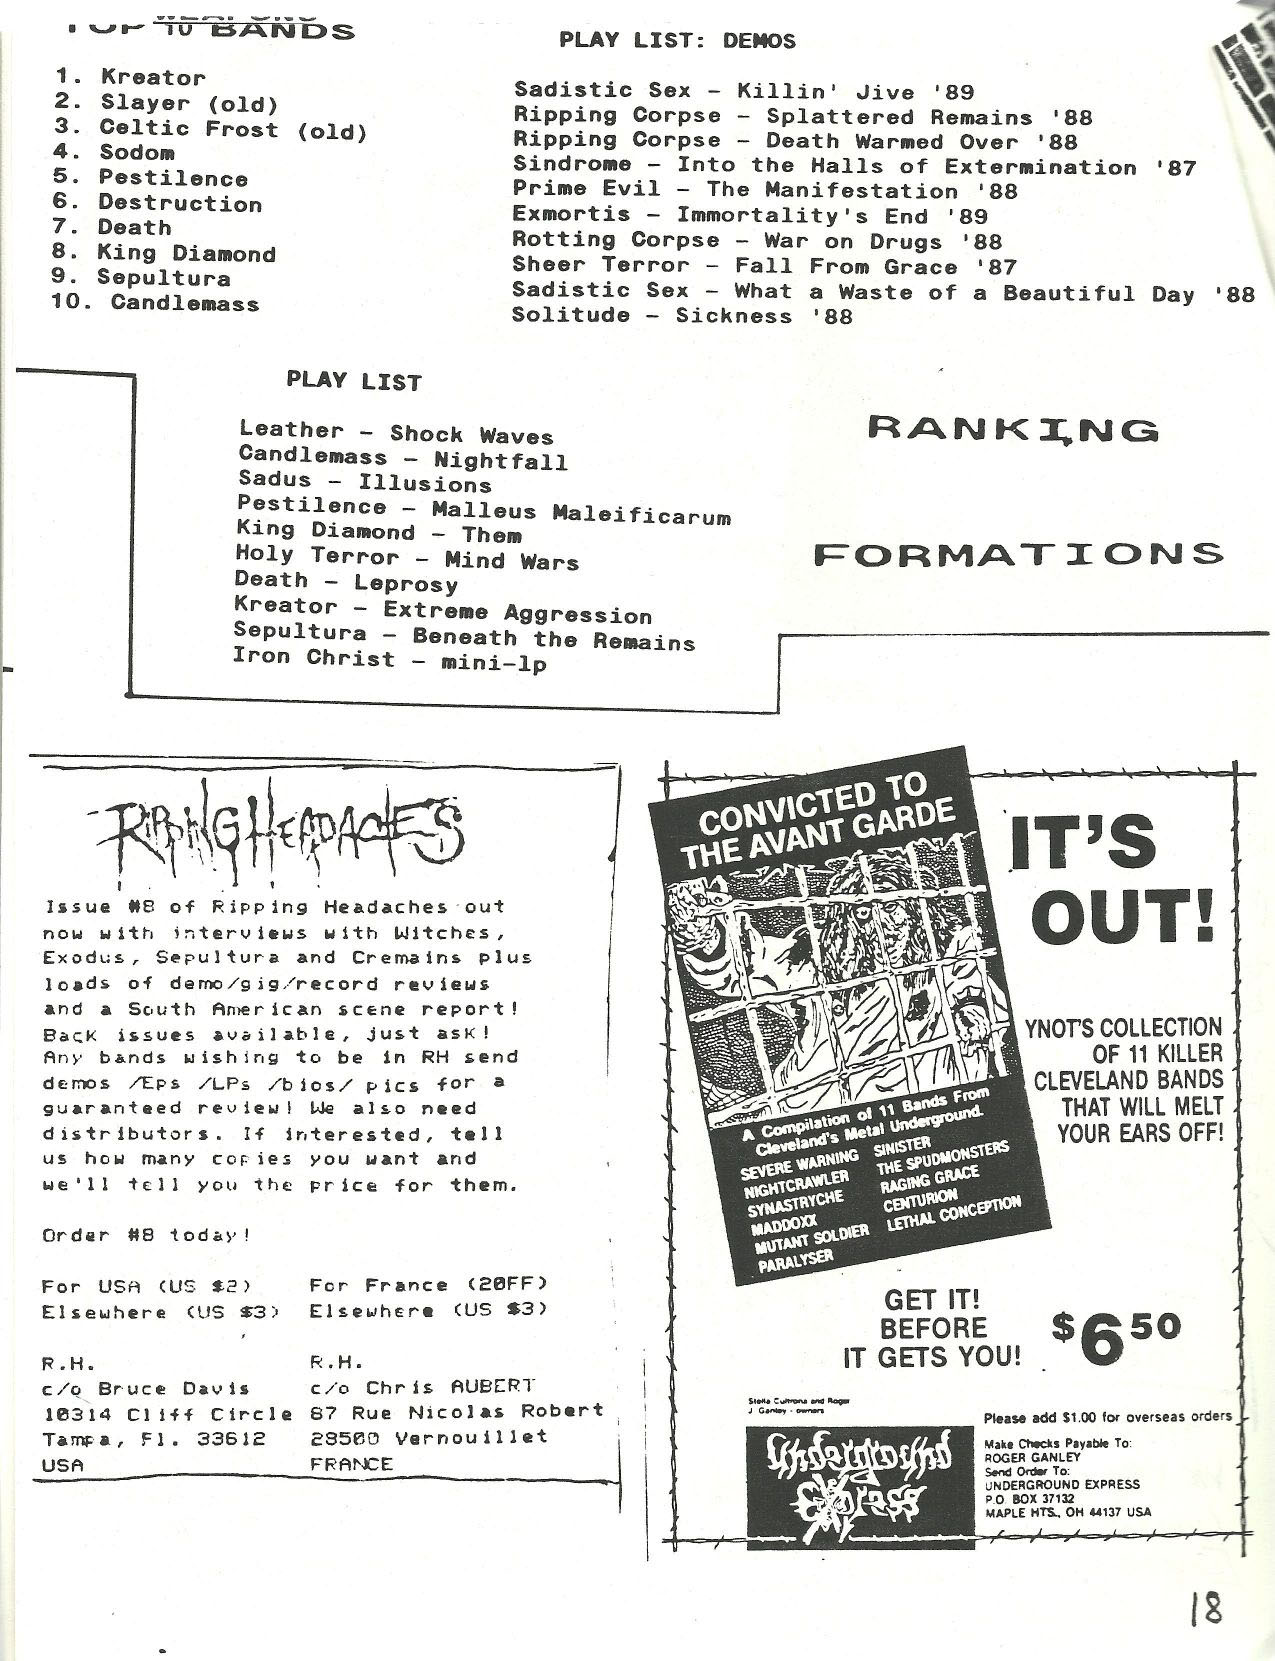 TOP 10 BANDS
1. Kreator
2. Slayer (old)
3. Celtic Frost (old)
4. Sodom
5. Pestilence
6. Destruction
7. Death
8. King Diamond
9. Sepultura
10. Candlemass
PLAY LIST: DEMOS
Sadistic Sex - Killin' Jive '89
Ripping Corpse - Splattered Remains '88
Ripping Corpse - Death Warmed Over '88
Sindrome - Into the Halls of Extermination '87
Prime Evil - The Manifestation '88
Exmortis - Immortality's End '89
Rotting Corpse - War on Drugs '88
Sheer Terror - Fall From Grace '87
Sadistic Sex - What a Waste of a Beautiful Day '88
Solitude - Sickness '88
PLAY LIST
Leather - Shock Waves
Candlemass - Nightfall
Sadus - Illusions
Pestilence - Malleus Maleificarum
King Diamond - Them
Holy Terror - Mind Wars
Death - Leprosy
Kreator - Extreme Aggression
Sepultura - Beneath the Remains
Iron Christ - mini-lp
RANKING
FORMATIONS
RIPPING HEADACHES
Issue #8 of Ripping Headaches out
now with interviews with Witches,
Exodus, Sepultura and Cremains plus
loads of demo/gig/record reviews
and a South American scene report!
Back issues available, just ask!
Any bands wishing to be in RH send
demos /Eps /LPs /bios/ pics for a
guaranteed review! We also need
distributors. If interested, tell
us how many copies you want and
we'll tell you the price for them.
Order #8 today!
For USA (US $2)
Elsewhere (US $3)
R.H.
c/o Bruce Davis
10314 Cliff Circle
Tampa, Fl. 33612
USA
For France (20FF)
Elsewhere (US $3)
R.H.
c/o Chris AUBERT
87 Rue Nicolas Robert
28500 Vernouillet
FRANCE
CONVICTED TO
THE AVANT GARDE
A Compilation of 11 Bands From
Cleveland's Metal Underground.
SEVERE WARNING
NIGHTCRAWLER
SYNASTRYCHE
MADDOXX
MUTANT SOLDIER
PARALYSER
SINISTER
THE SPUDMONSTERS
RAGING GRACE
CENTURION
LETHAL CONCEPTION
IT'S
OUT!
YNOT'S COLLECTION
OF 11 KILLER
CLEVELAND BANDS
THAT WILL MELT
YOUR EARS OFF!
GET IT!
BEFORE
IT GETS YOU!
$6 50
Stella Cultrona and Roger
J Ganley - owners
Underground
Express
Please add $1.00 for overseas orders
Make Checks Payable To:
ROGER GANLEY
Send Order To:
UNDERGROUND EXPRESS
P.O. BOX 37132
MAPLE HTS., OH 44137 USA
18